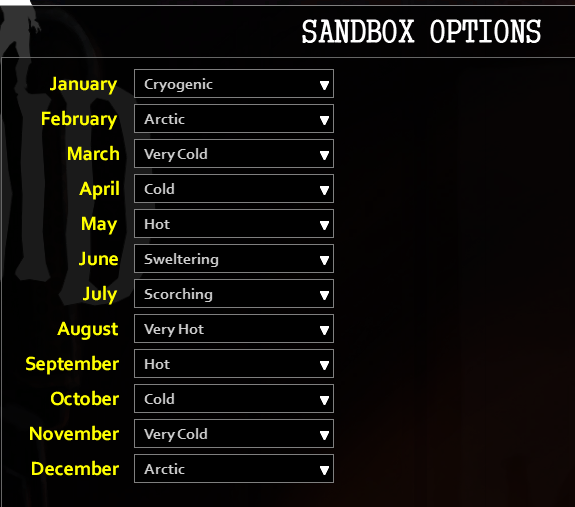 SANDBOX OPTIONS
January Cryogenic
February Arctic
March Very Cold
April Cold
May Hot
June Sweltering
July Scorching
August Very Hot
September Hot
October Cold
November Very Cold
December Arctic